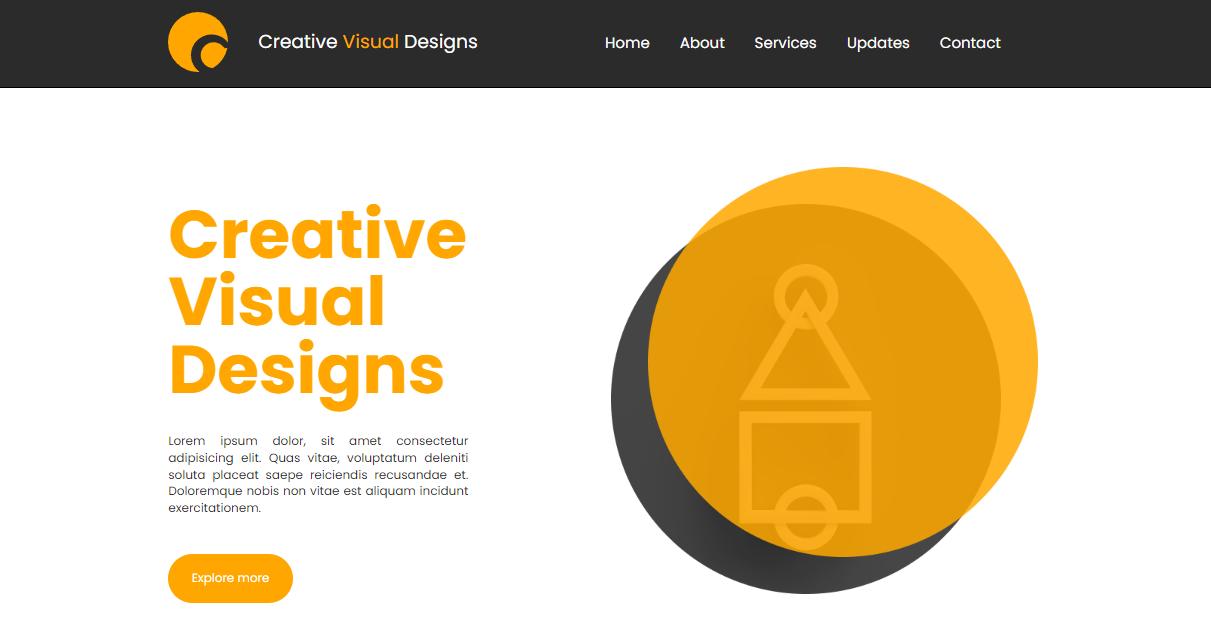 Creative Visual Designs
Home About Services Updates Contact
Creative
Visual
Designs
Lorem ipsum dolor, sit amet consectetur
adipisicing elit. Quas vitae, voluptatum deleniti
soluta placeat saepe reiciendis recusandae et.
Doloremque nobis non vitae est aliquam incidunt
exercitationem.
Explore more